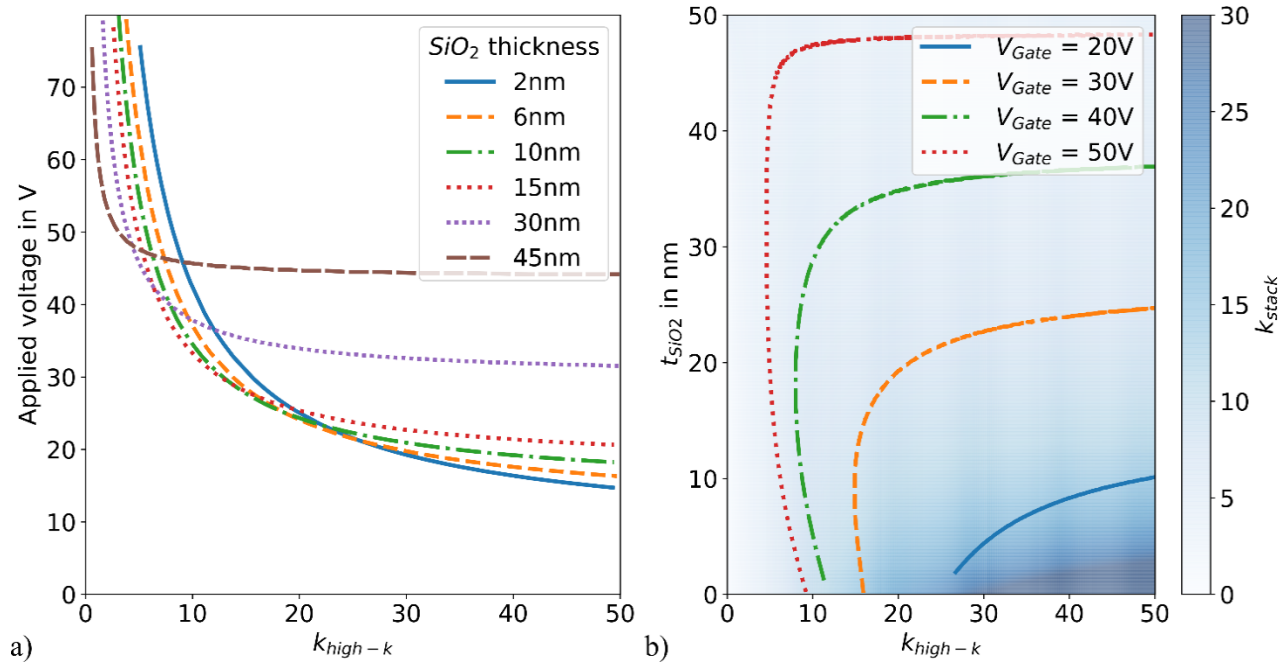 SiO2 thickness
2nm
6nm
10nm
15nm
30nm
45nm
Applied voltage in V
70
60
50
40
30
20
10
0
0 10 20 30 40 50
khigh-k
a)
VGate = 20V
VGate = 30V
VGate = 40V
VGate = 50V
tSiO2 in nm
50
40
30
20
10
0
0 10 20 30 40 50
khigh-k
b)
30
25
20
15
10
5
0
kstack